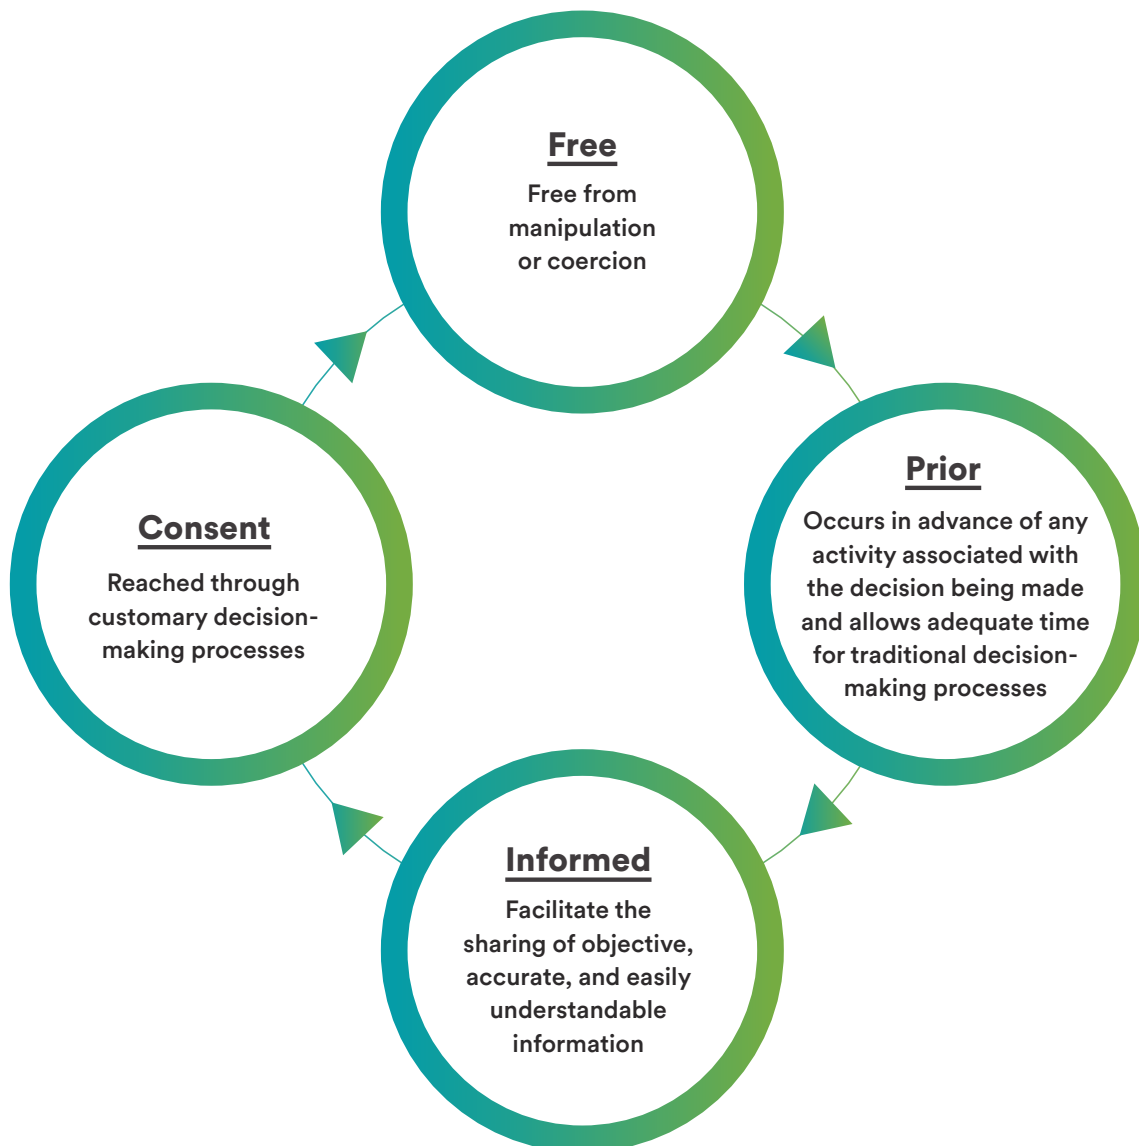 Free
Free from
manipulation
or coercion
Prior
Occurs in advance of any
activity associated with
the decision being made
and allows adequate time
for traditional decision-
making processes
Informed
Facilitate the
sharing of objective,
accurate, and easily
understandable
information
Consent
Reached through
customary decision-
making processes